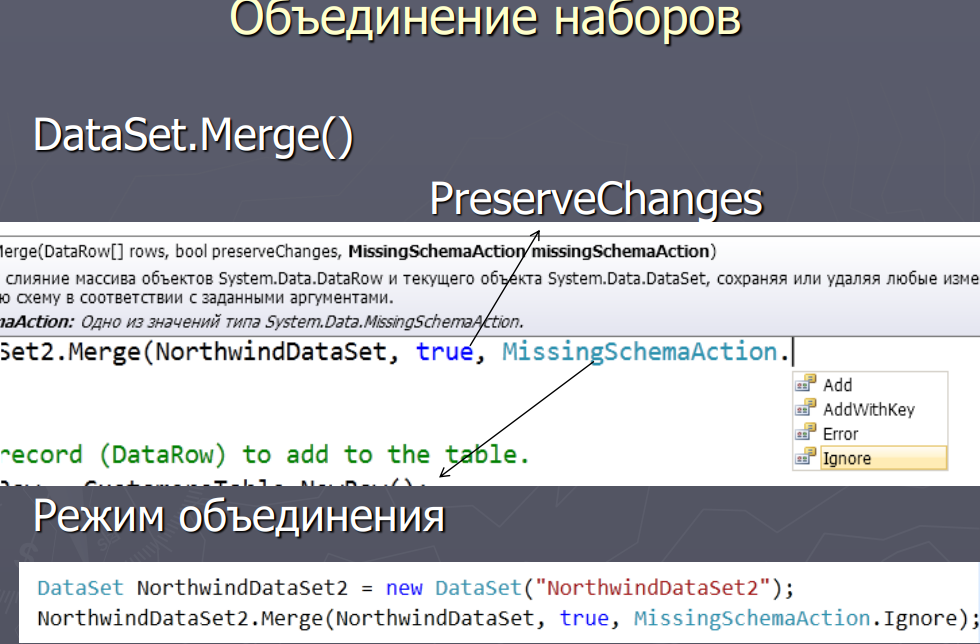 Объединение наборов
DataSet.Merge()
PreserveChanges
Merge(DataRow[] rows, bool preserveChanges, MissingSchemaAction missingSchemaAction)
слияние массива объектов System.Data.DataRow и текущего объекта System.Data.DataSet, сохраняя или удаляя любые изме
ю схему в соответствии с заданными аргументами.
maAction: Одно из значений типа System.Data.MissingSchemaAction.
Set2.Merge(NorthwindDataSet, true, MissingSchemaAction.
Add
AddWithKey
Error
Ignore
record (DataRow) to add to the table.
Режим объединения
DataSet NorthwindDataSet2 = new DataSet("NorthwindDataSet2");
NorthwindDataSet2.Merge(NorthwindDataSet, true, MissingSchemaAction.Ignore);